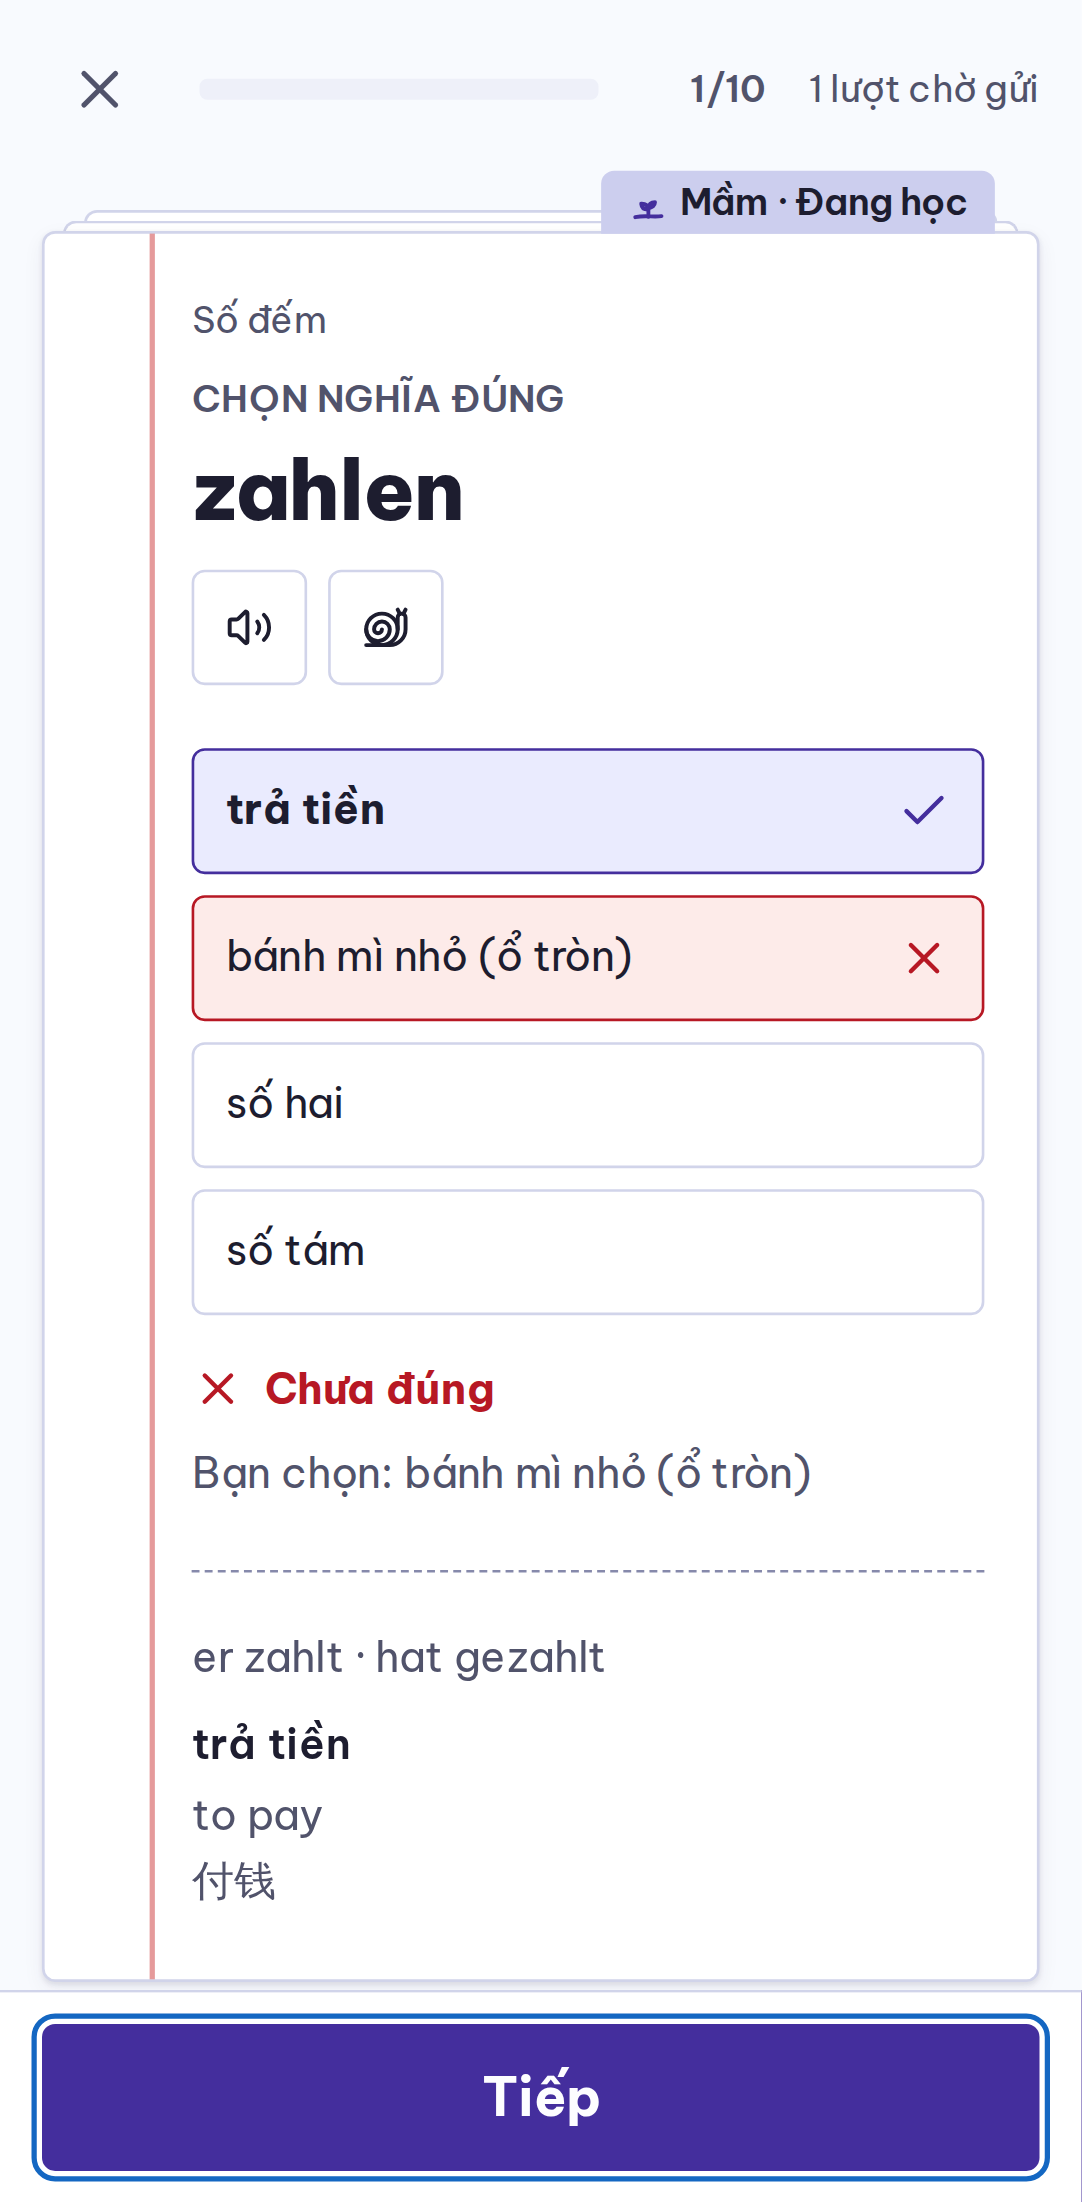 1/10 1 lượt chờ gửi
Mầm · Đang học
Số đếm
CHỌN NGHĨA ĐÚNG
zahlen
trả tiền
bánh mì nhỏ (ổ tròn)
số hai
số tám
Chưa đúng
Bạn chọn: bánh mì nhỏ (ổ tròn)
er zahlt · hat gezahlt
trả tiền
to pay
付钱
Tiếp